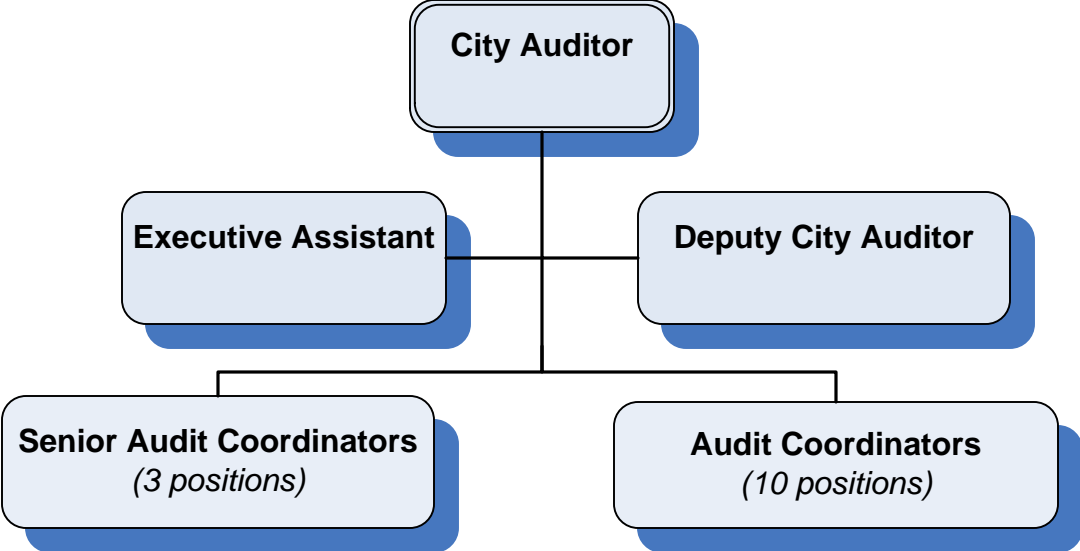 City Auditor
Executive Assistant
Deputy City Auditor
Senior Audit Coordinators
(3 positions)
Audit Coordinators
(10 positions)